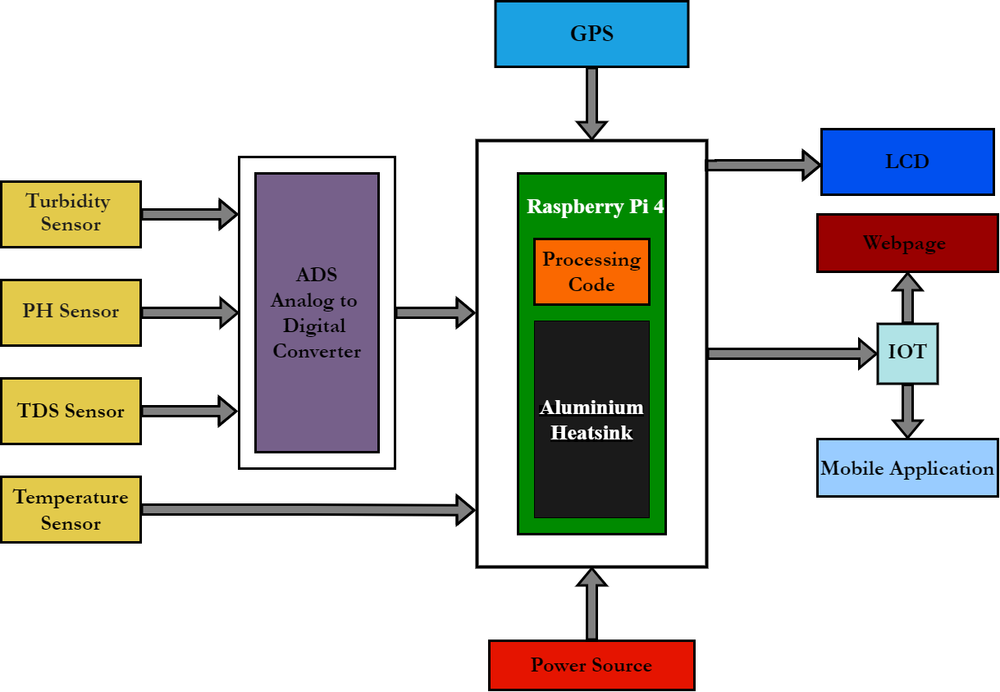 GPS
LCD
Turbidity
Sensor
Raspberry Pi 4
Webpage
Processing
Code
ADS
Analog to
Digital
Converter
PH Sensor
IOT
TDS Sensor
Aluminium
Heatsink
Mobile Application
Temperature
Sensor
Power Source